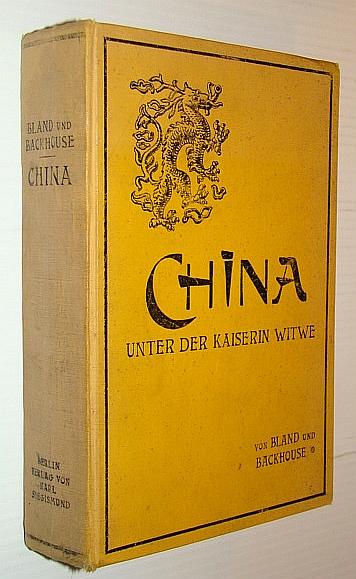 BLAND UND
BACKHOUSE
CHINA
BERLIN
VERLAG VON
KARL
SIEGISMUND
CHINA
UNTER DER KAISERIN WITWE
VON BLAND UND
BACKHOUSE